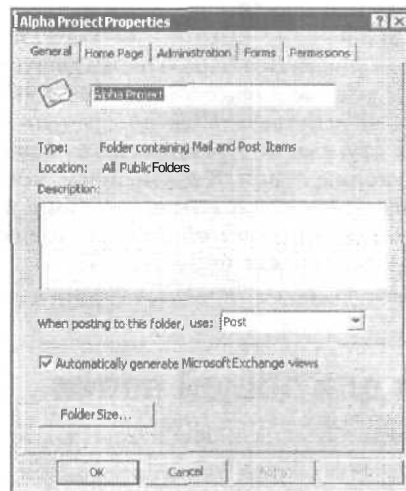 Alpha Project Properties
General Home Page Administration Forms Permissions
Alpha Project
Type: Folder containing Mail and Post Items
Location: All Public Folders
Description:
When posting to this folder, use: Post
Automatically generate Microsoft Exchange views
Folder Size...
OK Cancel